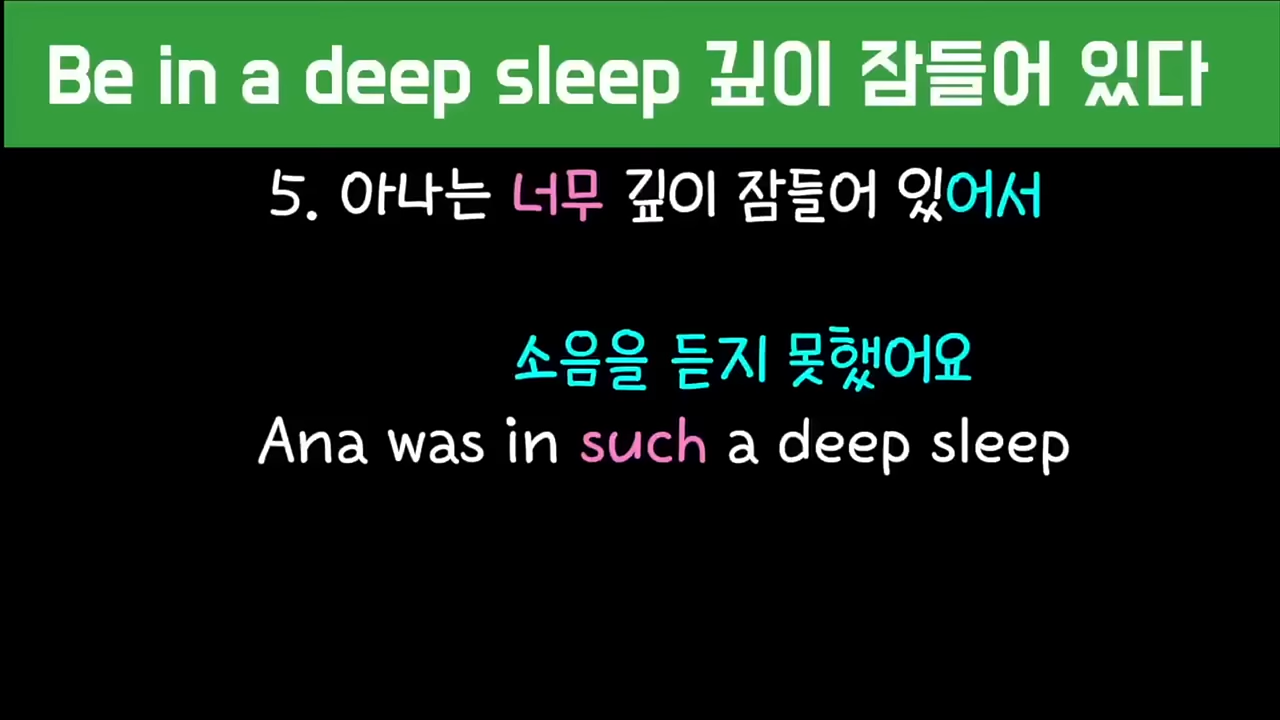 Be in a deep sleep 깊이 잠들어 있다
5. 아나는 너무 깊이 잠들어 있어서
소음을 듣지 못했어요
Ana was in such a deep sleep